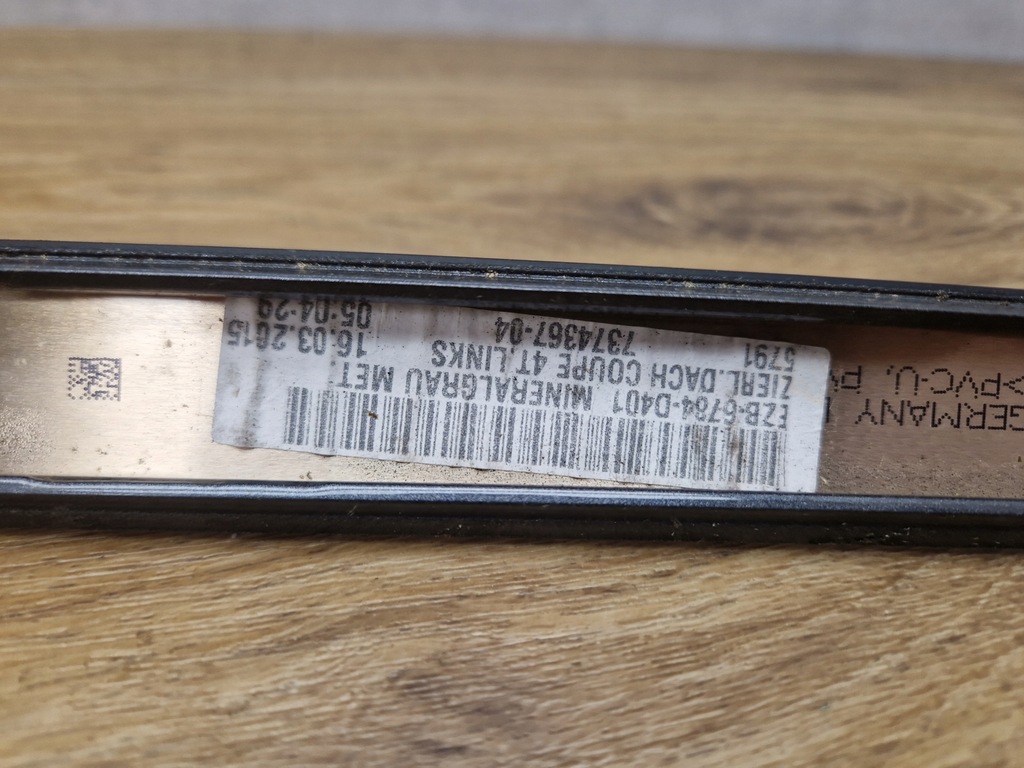 EZB-6784-D401 MINERALGRAU MET
ZIERL.DACH COUPE 4T.LINKS 16.03.2015
5791 7374367-04 05:04:29
GERMANY
>PVC-U,